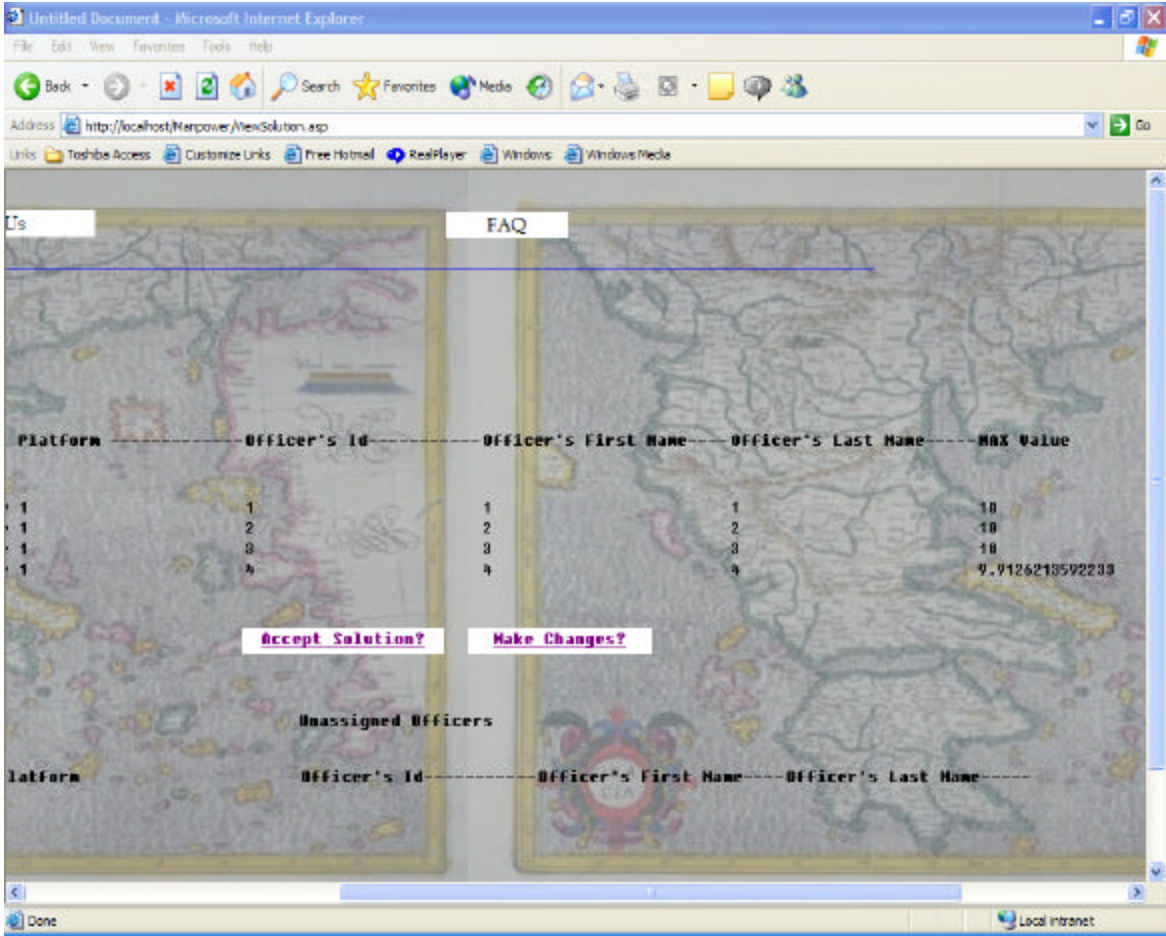 Untitled Document - Microsoft Internet Explorer
File Edit View Favorites Tools Help
Back Search Favorites Media
Address http://localhost/Manpower/ViewSolution.asp Go
Links Toshiba Access Customize Links Free Hotmail RealPlayer Windows Windows Media
Us FAQ
Platform -------------Officer's Id-----------Officer's First Name----Officer's Last Name-----MAX Value
1 1 1 1 10
1 2 2 2 10
1 3 3 3 10
1 4 4 4 9.9126213592233
Accept Solution? Make Changes?
Unassigned Officers
latform Officer's Id-----------Officer's First Name----Officer's Last Name-----
Done Local intranet